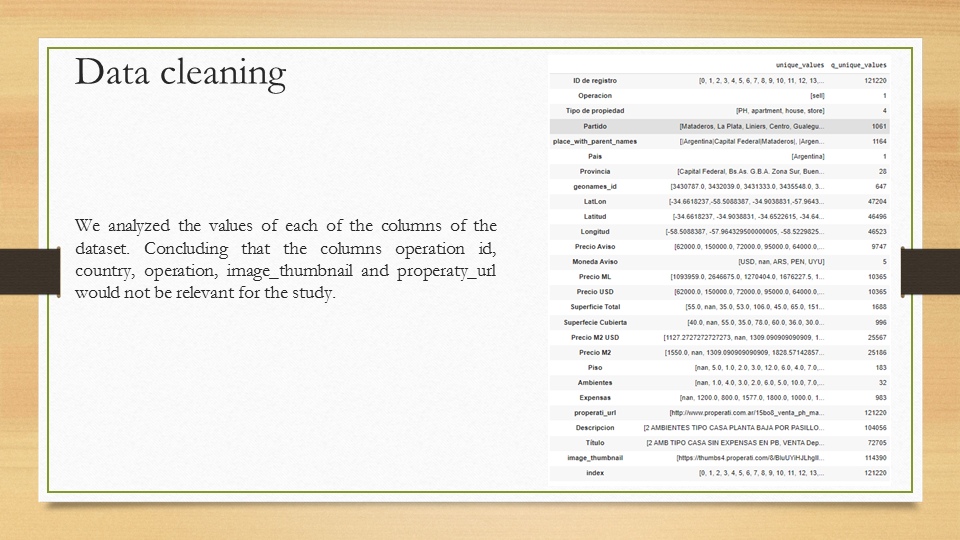 Data cleaning
We analyzed the values of each of the columns of the
dataset. Concluding that the columns operation id,
country, operation, image_thumbnail and properaty_url
would not be relevant for the study.
unique_values q_unique_values
ID de registro [0, 1, 2, 3, 4, 5, 6, 7, 8, 9, 10, 11, 12, 13,... 121220
Operacion [sell] 1
Tipo de propiedad [PH, apartment, house, store] 4
Partido [Mataderos, La Plata, Liniers, Centro, Gualegu... 1061
place_with_parent_names [|Argentina|Capital Federal|Mataderos|, |Argen... 1164
Pais [Argentina] 1
Provincia [Capital Federal, Bs.As. G.B.A. Zona Sur, Buen... 28
geonames_id [3430787.0, 3432039.0, 3431333.0, 3435548.0, 3... 647
LatLon [-34.6618237,-58.5088387, -34.9038831,-57.9643... 47204
Latitud [-34.6618237, -34.9038831, -34.6522615, -34.64... 46496
Longitud [-58.5088387, -57.964329500000005, -58.5229825... 46523
Precio Aviso [62000.0, 150000.0, 72000.0, 95000.0, 64000.0,... 9747
Moneda Aviso [USD, nan, ARS, PEN, UYU] 5
Precio ML [1093959.0, 2646675.0, 1270404.0, 1676227.5, 1... 10365
Precio USD [62000.0, 150000.0, 72000.0, 95000.0, 64000.0,... 10365
Superficie Total [55.0, nan, 35.0, 53.0, 106.0, 45.0, 65.0, 151... 1688
Superfecie Cubierta [40.0, nan, 55.0, 35.0, 78.0, 60.0, 36.0, 30.0... 996
Precio M2 USD [1127.2727272727273, nan, 1309.090909090909, 1... 25567
Precio M2 [1550.0, nan, 1309.090909090909, 1828.57142857... 25186
Piso [nan, 5.0, 1.0, 2.0, 3.0, 12.0, 6.0, 4.0, 7.0,... 183
Ambientes [nan, 1.0, 4.0, 3.0, 2.0, 6.0, 5.0, 10.0, 7.0,... 32
Expensas [nan, 1200.0, 800.0, 1577.0, 1800.0, 1000.0, 1... 983
properati_url [http://www.properati.com.ar/15bo8_venta_ph_ma... 121220
Descripcion [2 AMBIENTES TIPO CASA PLANTA BAJA POR PASILLO... 104056
Titulo [2 AMB TIPO CASA SIN EXPENSAS EN PB, VENTA Dep... 72705
image_thumbnail [https://thumbs4.properati.com/8/BluUYiHJLhgIl... 114390
index [0, 1, 2, 3, 4, 5, 6, 7, 8, 9, 10, 11, 12, 13,... 121220